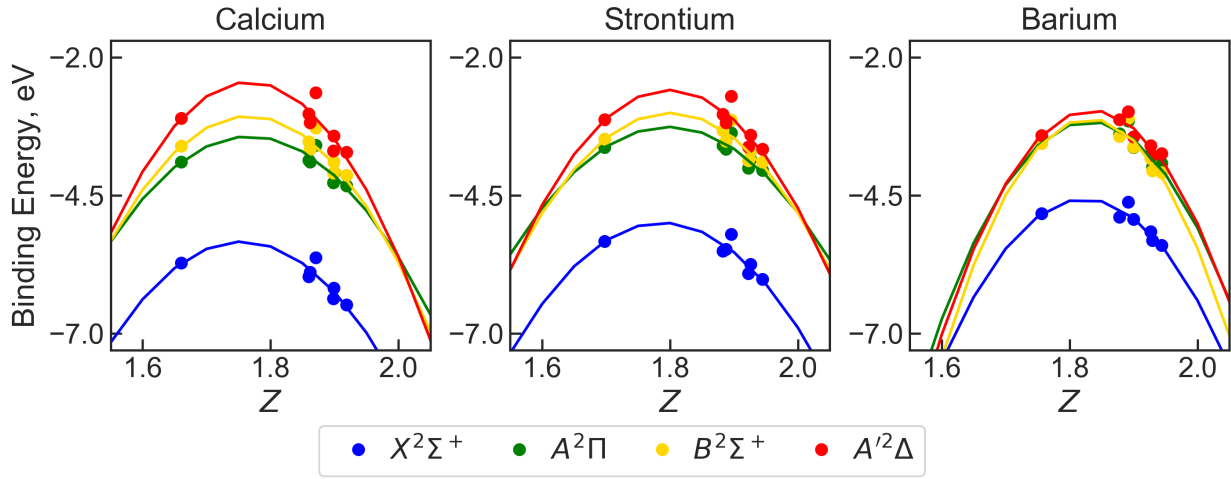 Calcium
Strontium
Barium
Binding Energy, eV
−2.0
−4.5
−7.0
1.6
1.8
2.0
Z
−2.0
−4.5
−7.0
1.6
1.8
2.0
Z
−2.0
−4.5
−7.0
1.6
1.8
2.0
Z
X²Σ⁺
A²Π
B²Σ⁺
A′²Δ